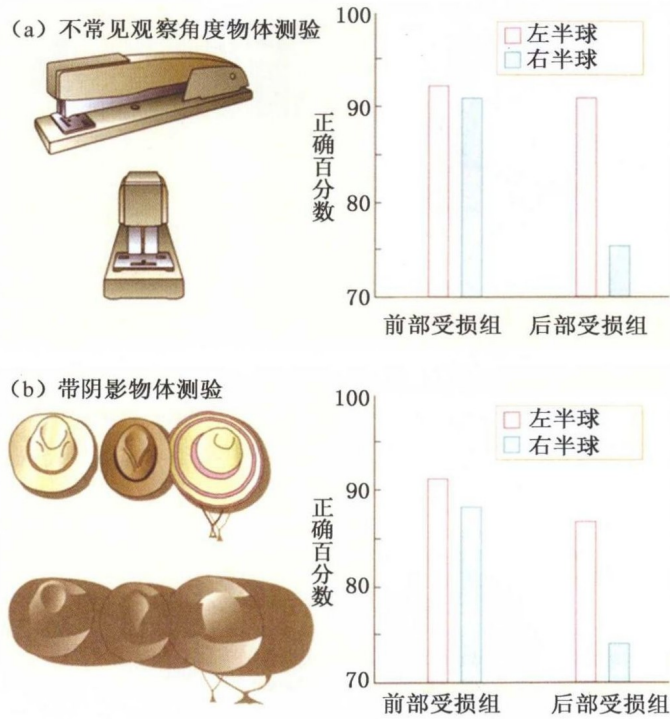 (a) 不常见观察角度物体测验
100
90
80
70
正确百分数
左半球
右半球
前部受损组
后部受损组
(b) 带阴影物体测验
100
90
80
70
正确百分数
左半球
右半球
前部受损组
后部受损组